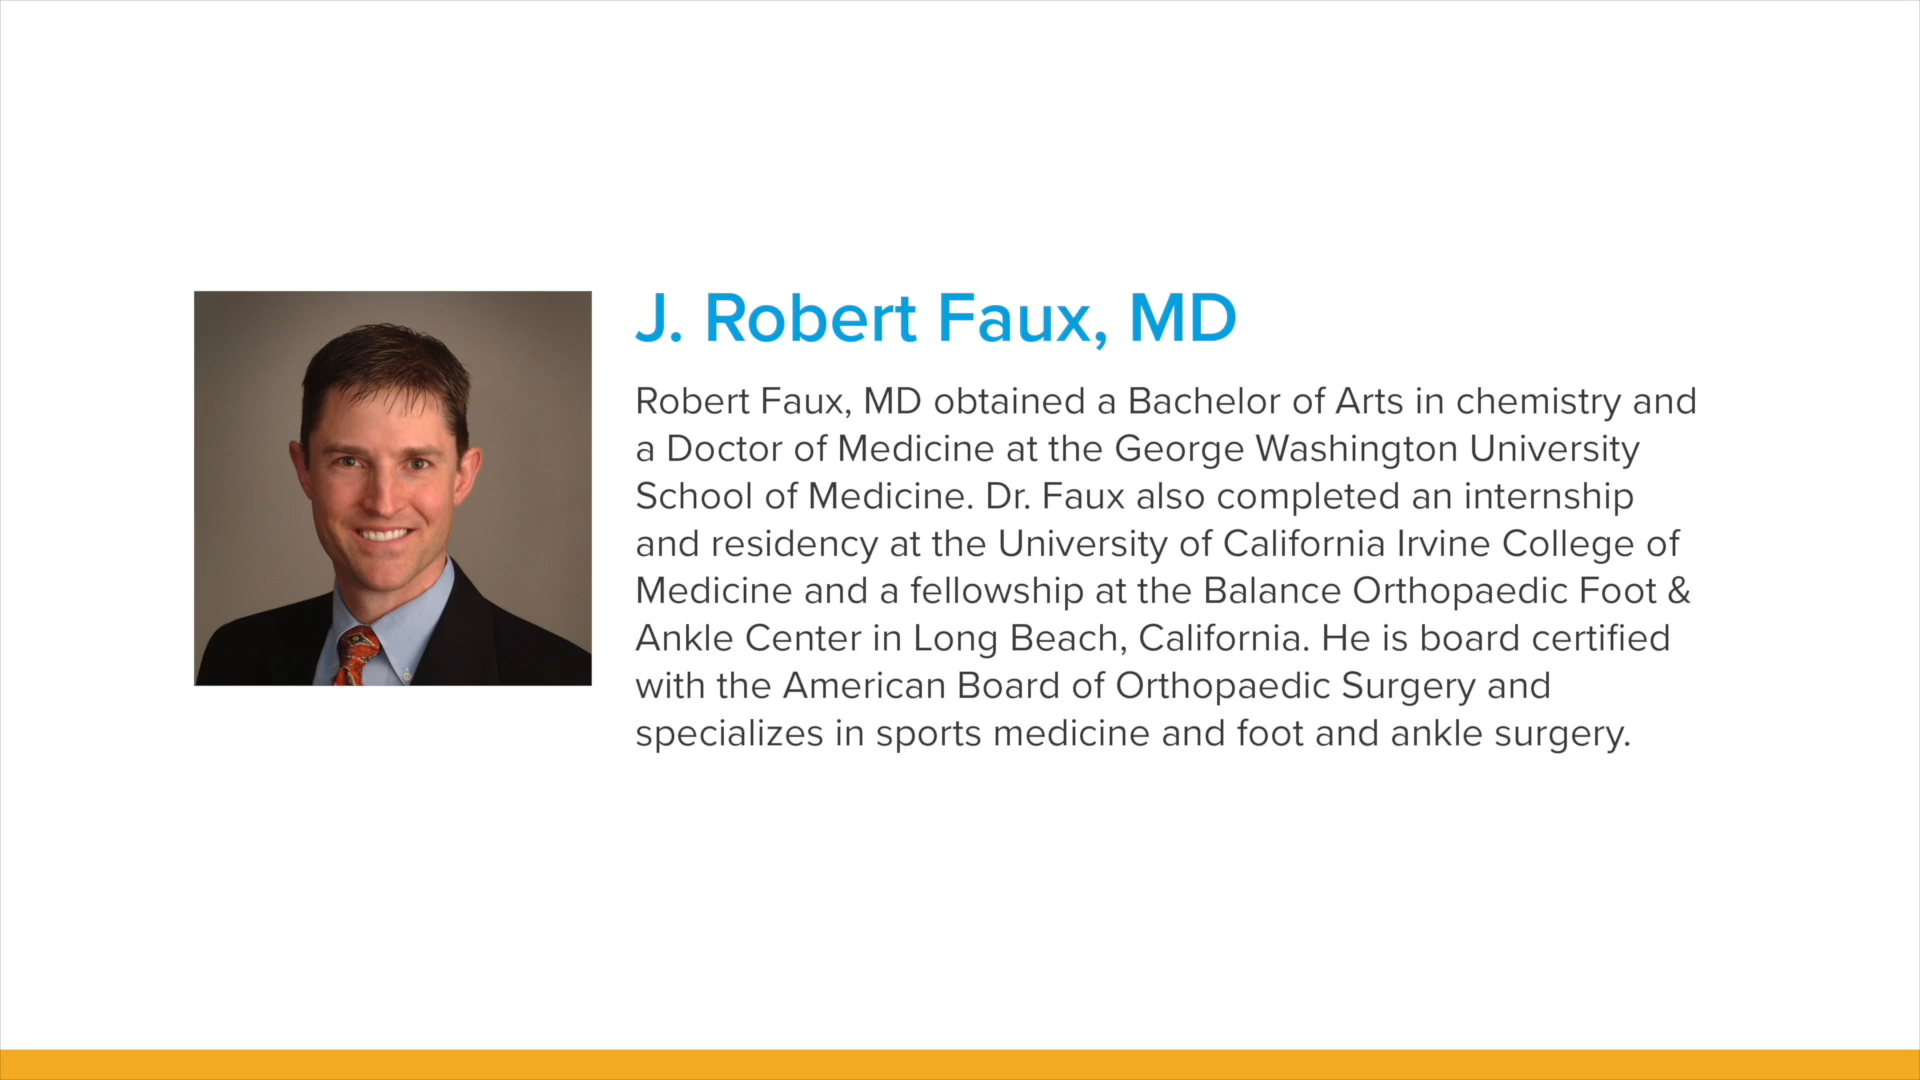 J. Robert Faux, MD
Robert Faux, MD obtained a Bachelor of Arts in chemistry and
a Doctor of Medicine at the George Washington University
School of Medicine. Dr. Faux also completed an internship
and residency at the University of California Irvine College of
Medicine and a fellowship at the Balance Orthopaedic Foot &
Ankle Center in Long Beach, California. He is board certified
with the American Board of Orthopaedic Surgery and
specializes in sports medicine and foot and ankle surgery.